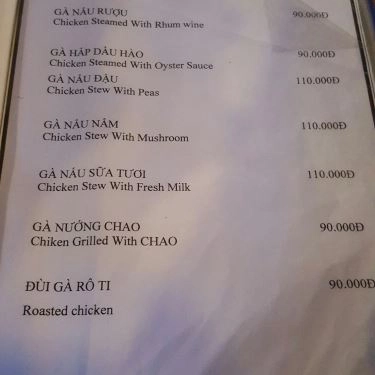 GÀ NẤU RƯỢU 90.000Đ
Chicken Steamed With Rhum wine
GÀ HẤP DẦU HÀO 90.000Đ
Chicken Steamed With Oyster Sauce
GÀ NẤU ĐẬU 110.000Đ
Chicken Stew With Peas
GÀ NẤU NẤM 110.000Đ
Chicken Stew With Mushroom
GÀ NẤU SỮA TƯƠI 110.000Đ
Chicken Stew With Fresh Milk
GÀ NƯỚNG CHAO 90.000Đ
Chiken Grilled With CHAO
ĐÙI GÀ RÔ TI 90.000Đ
Roasted chicken